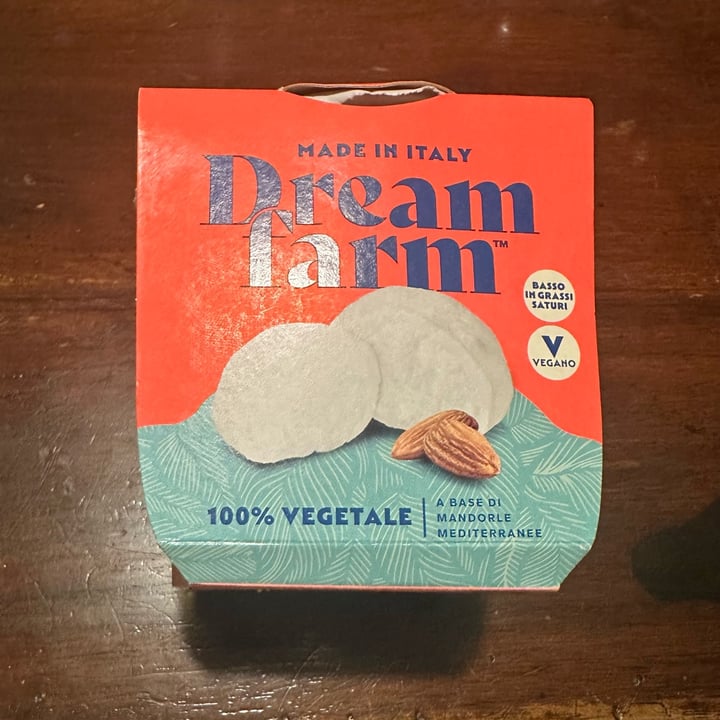 MADE IN ITALY
Dream
farm™
BASSO
IN GRASSI
SATURI
V
VEGANO
100% VEGETALE
A BASE DI
MANDORLE
MEDITERRANEE